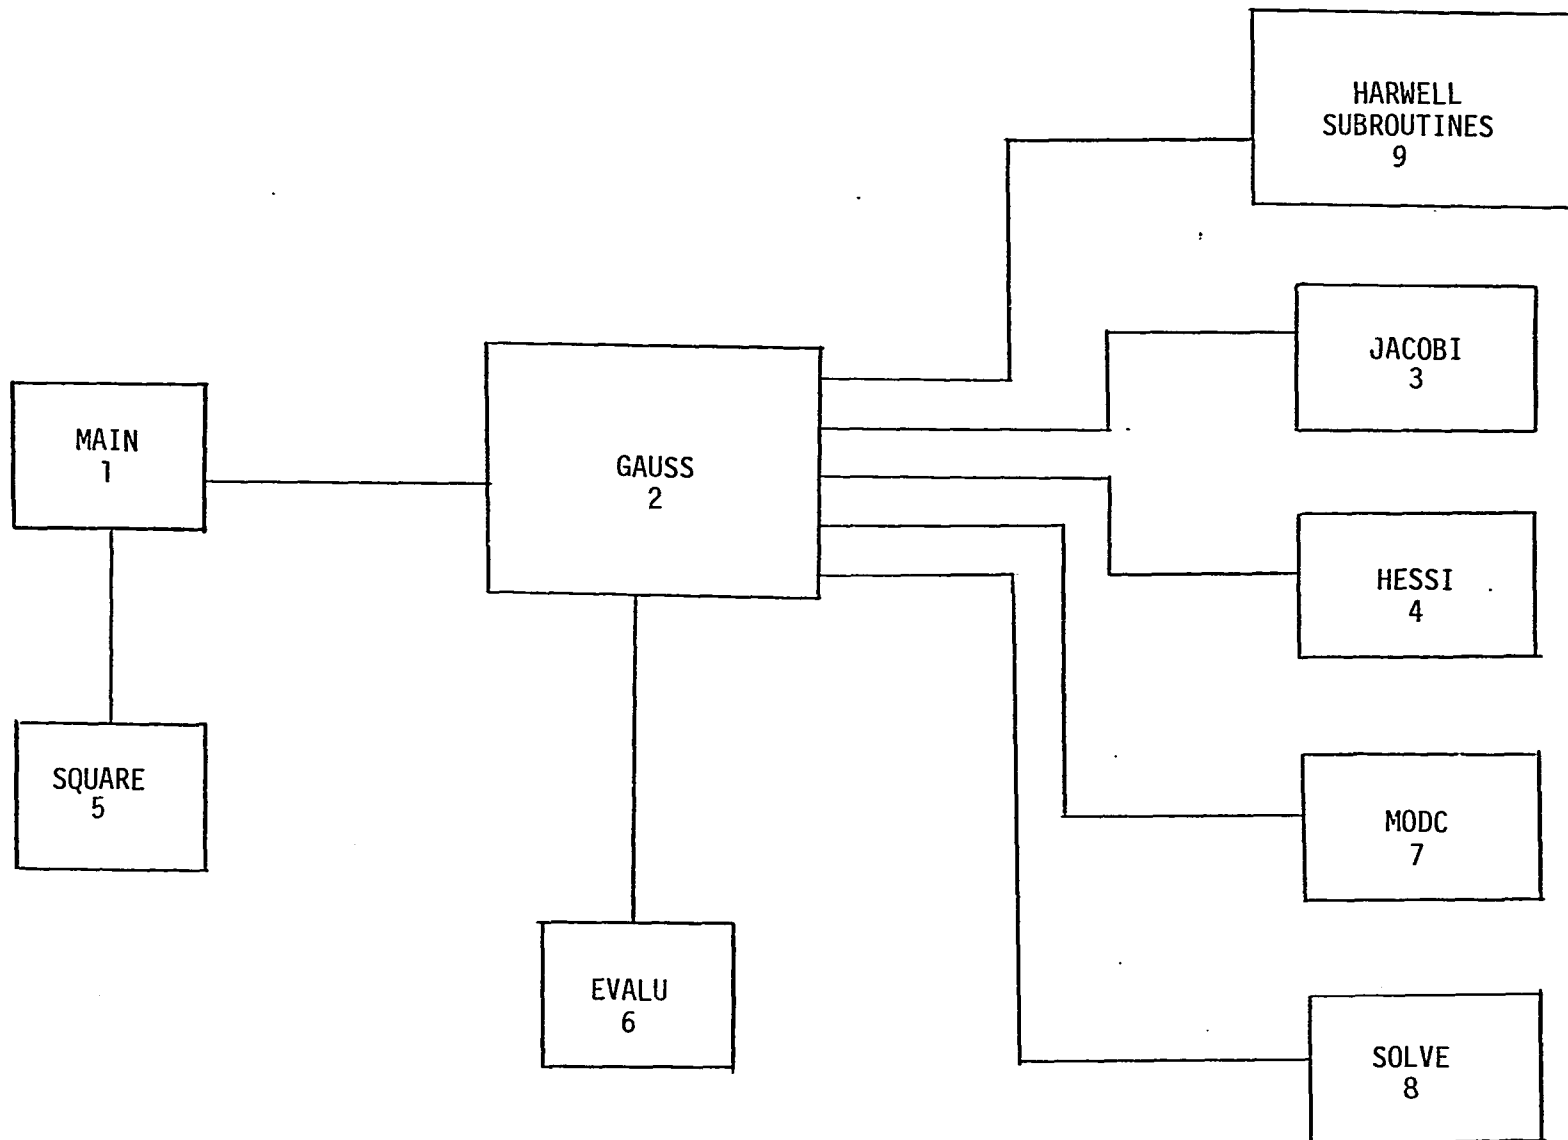 HARWELL
SUBROUTINES
9
JACOBI
3
MAIN
1
GAUSS
2
HESSI
4
SQUARE
5
MODC
7
EVALU
6
SOLVE
8